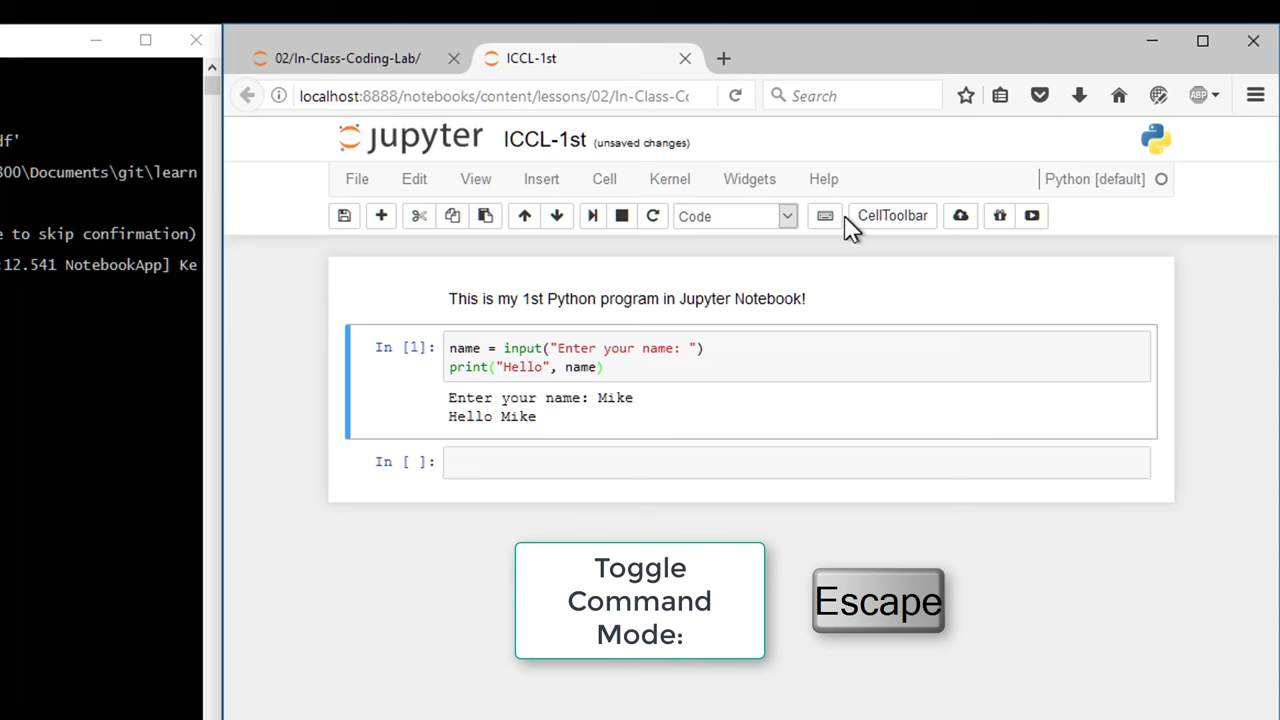 02/In-Class-Coding-Lab/
ICCL-1st
localhost:8888/notebooks/content/lessons/02/In-Class-Cc
Search
ABP
df'
00\Documents\git\learn
e to skip confirmation)
:12.541 NotebookApp] Ke
jupyter ICCL-1st (unsaved changes)
File Edit View Insert Cell Kernel Widgets Help Python [default]
Code CellToolbar
This is my 1st Python program in Jupyter Notebook!
In [1]: name = input("Enter your name: ")
print("Hello", name)
Enter your name: Mike
Hello Mike
In [ ]:
Toggle
Command
Mode:
Escape